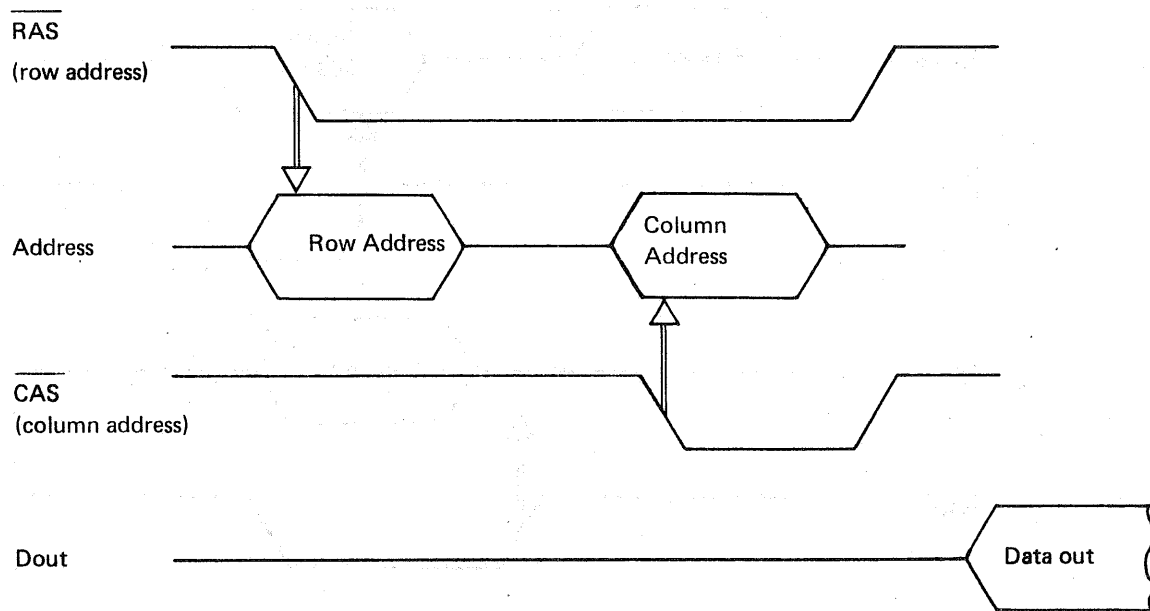 RAS
(row address)
Address
Row Address
Column
Address
CAS
(column address)
Dout
Data out